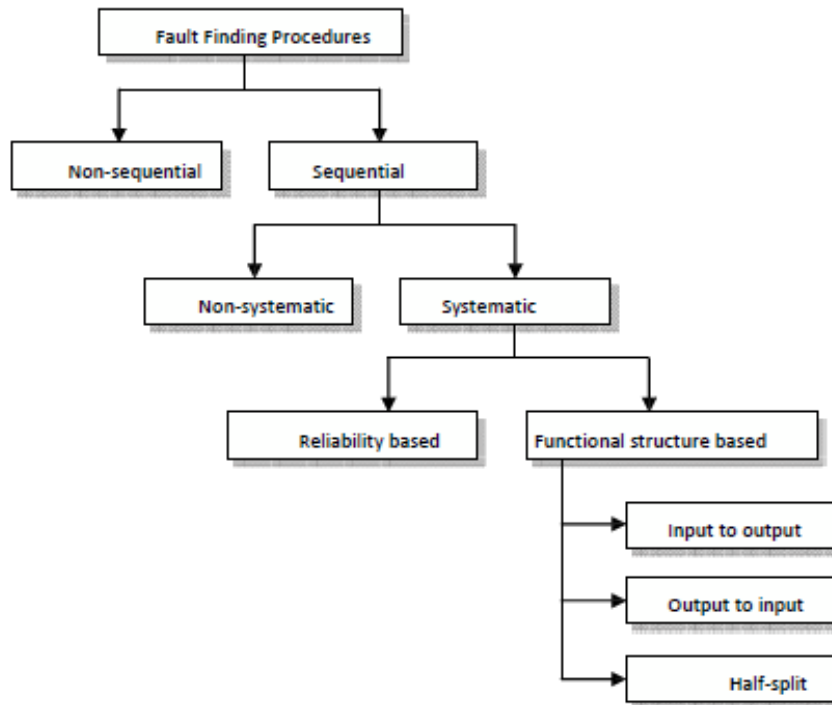 Fault Finding Procedures
Non-sequential
Sequential
Non-systematic
Systematic
Reliability based
Functional structure based
Input to output
Output to input
Half-split